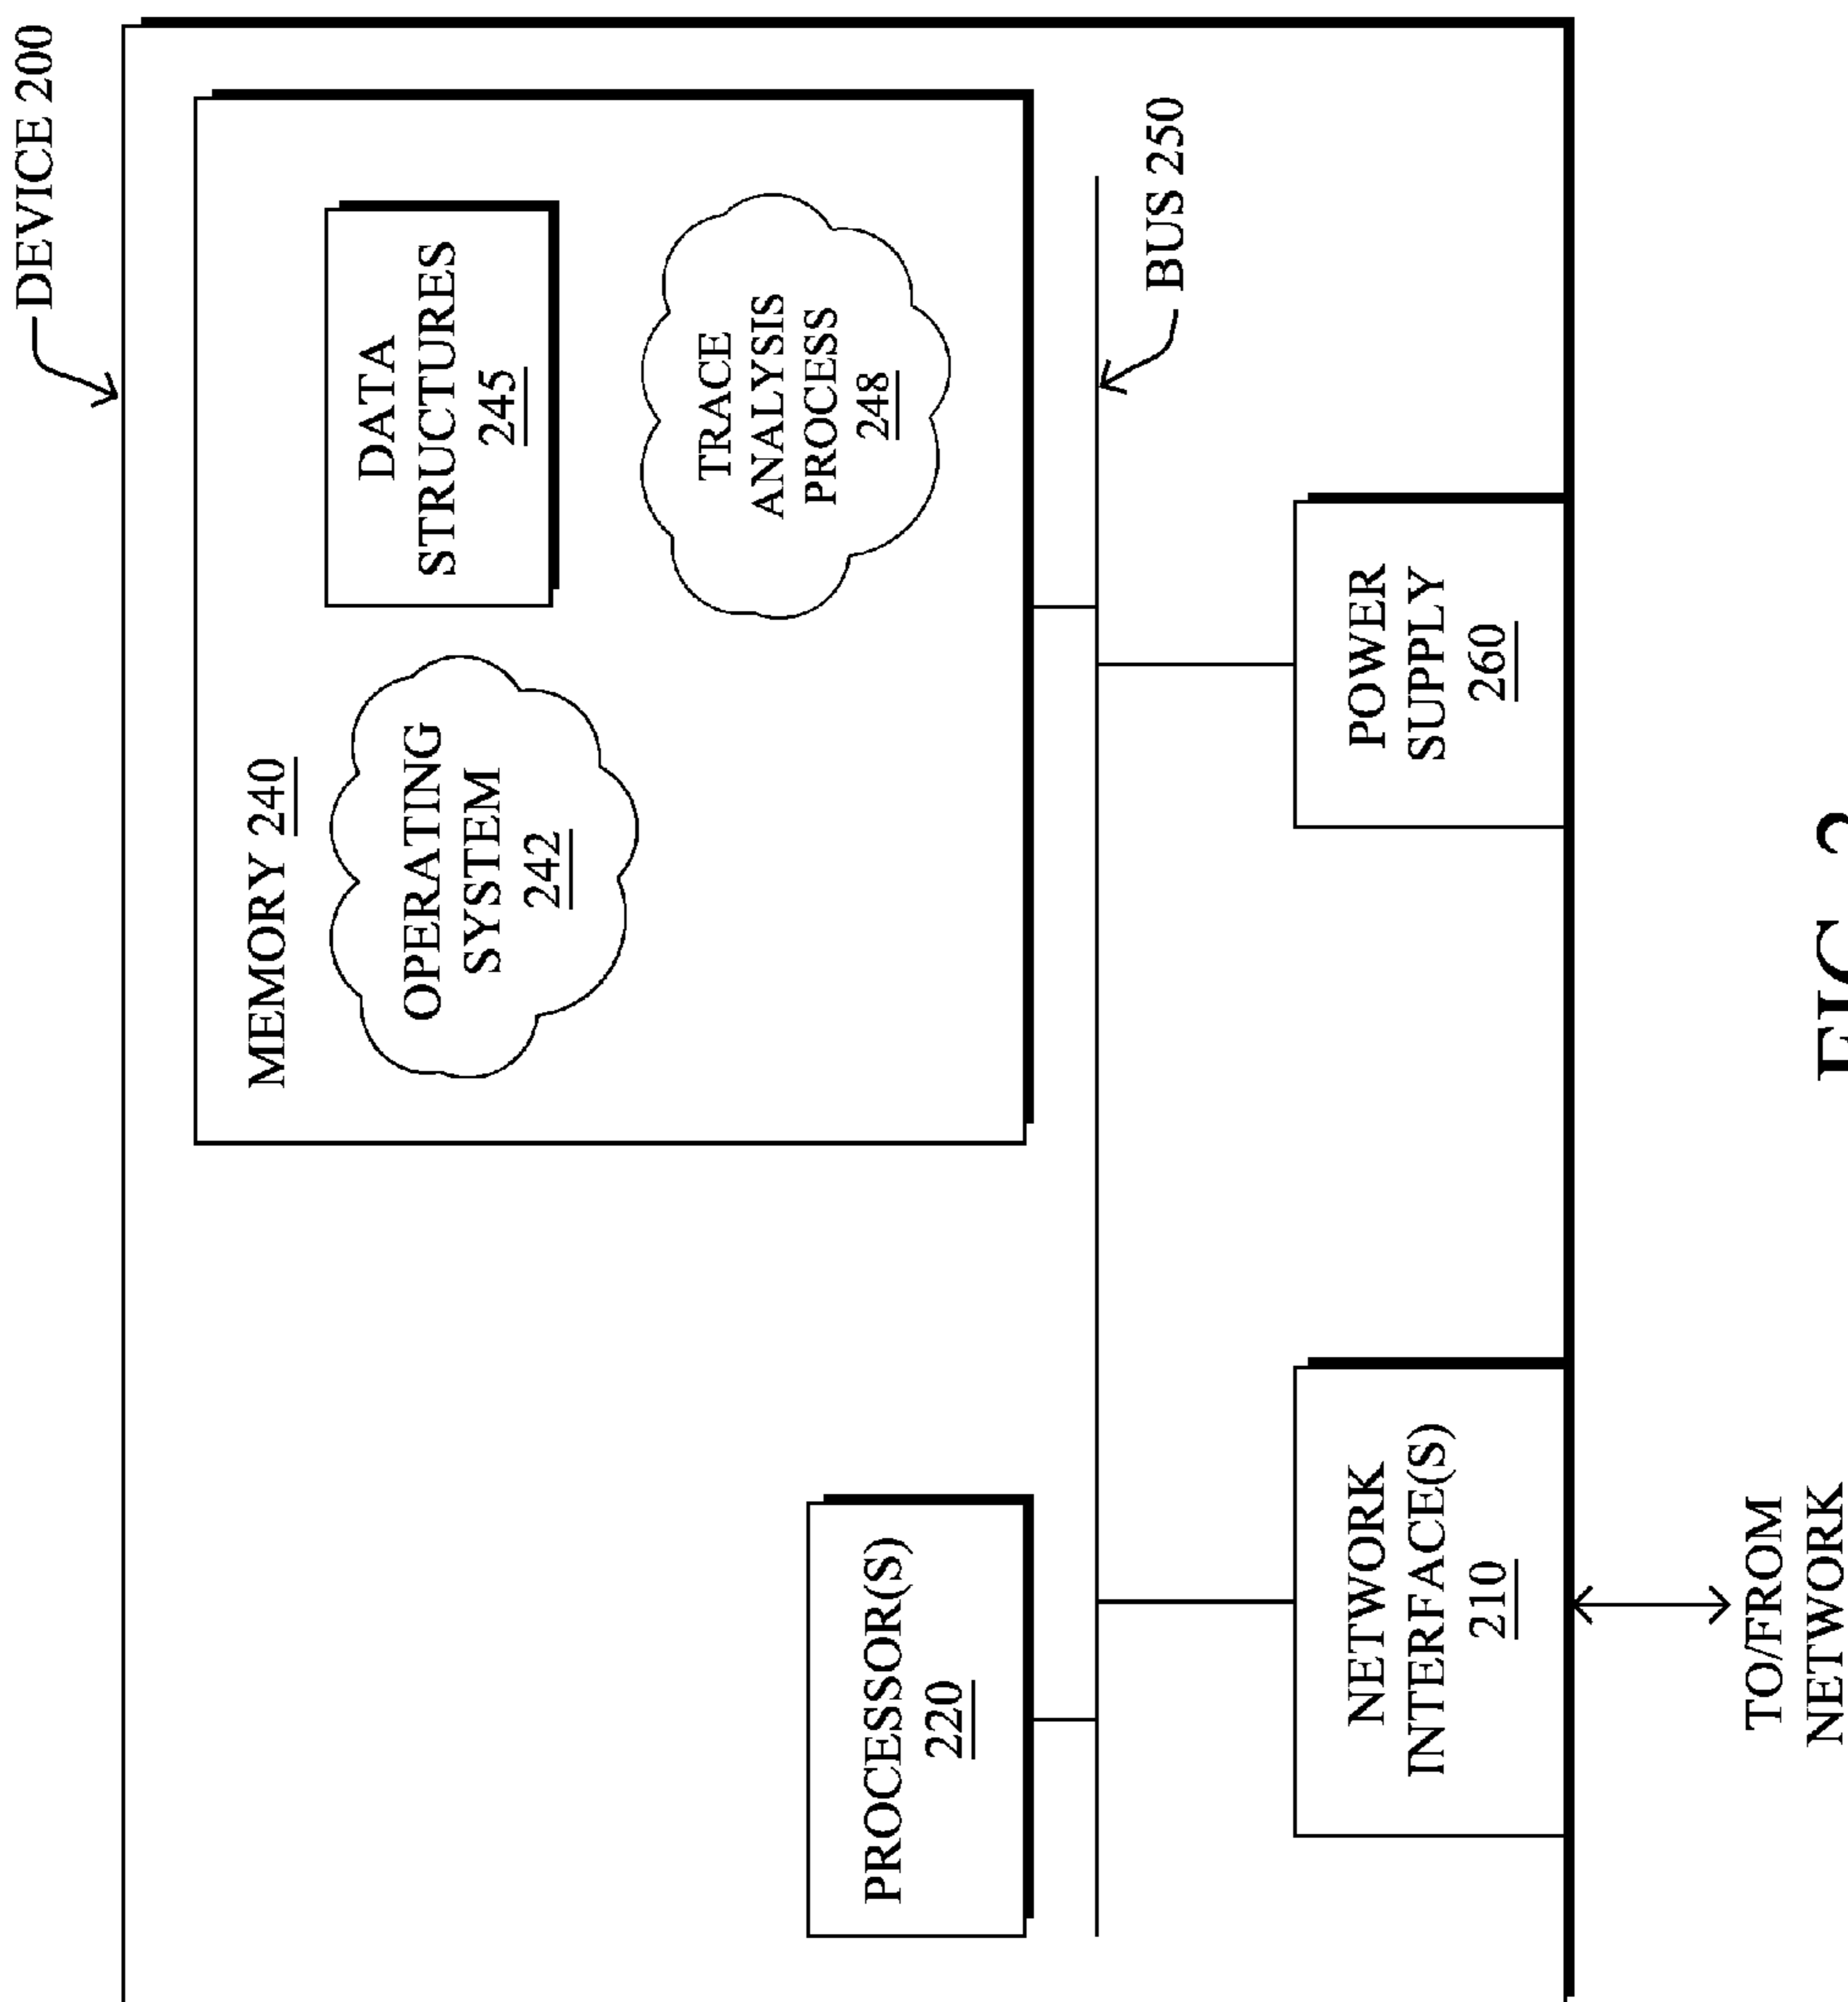 DEVICE 200
MEMORY 240
OPERATING
SYSTEM
242
DATA
STRUCTURES
245
TRACE
ANALYSIS
PROCESS
248
PROCESSOR(S)
220
BUS 250
NETWORK
INTERFACE(S)
210
POWER
SUPPLY
260
TO/FROM
NETWORK